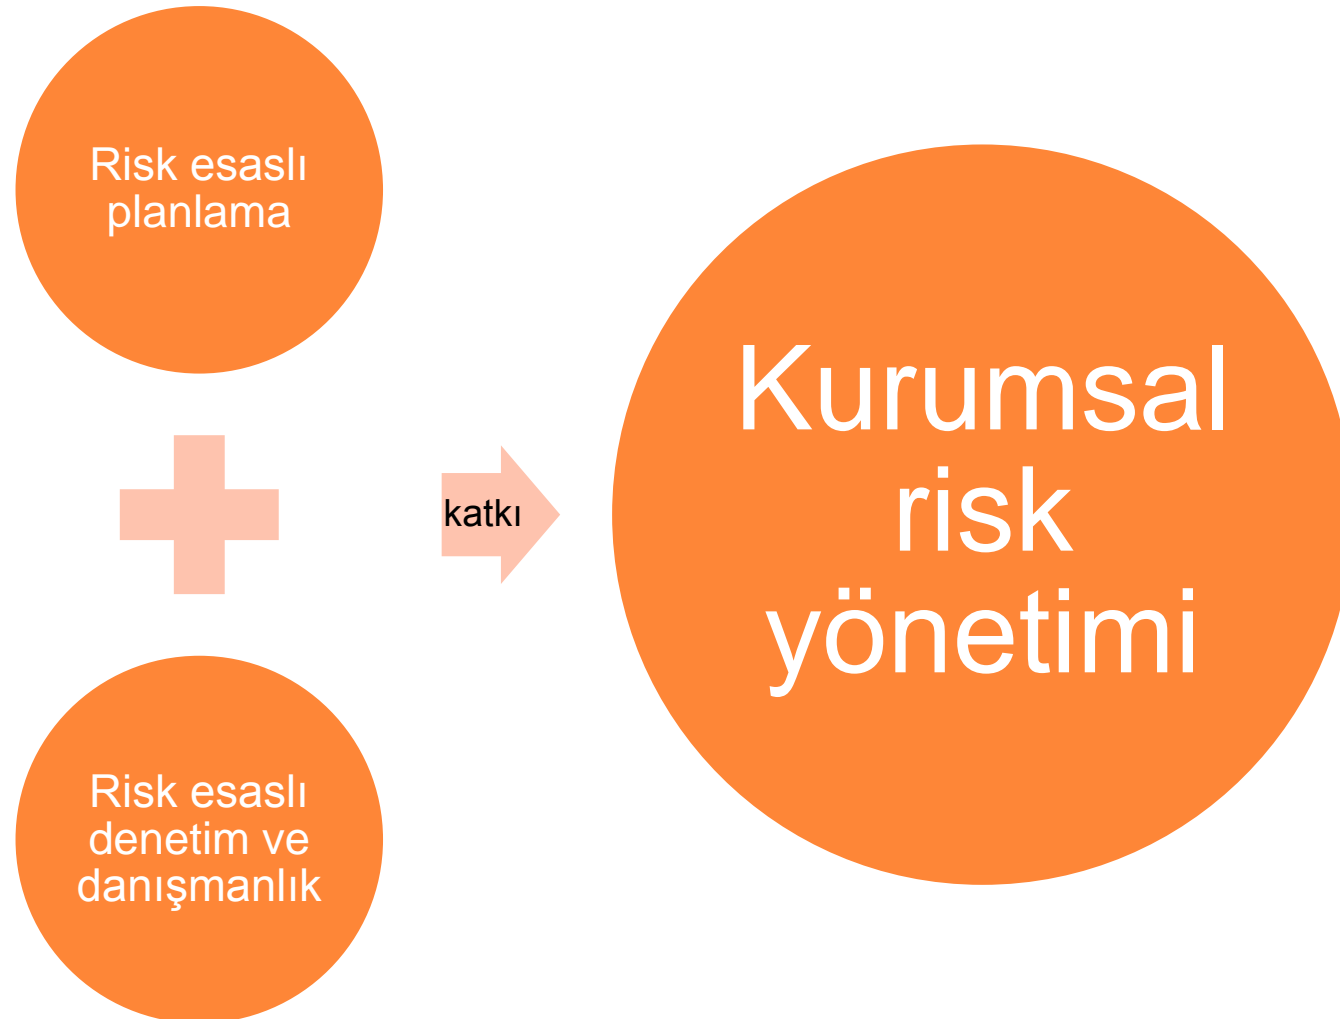 Risk esaslı
planlama
katkı
Risk esaslı
denetim ve
danışmanlık
Kurumsal
risk
yönetimi